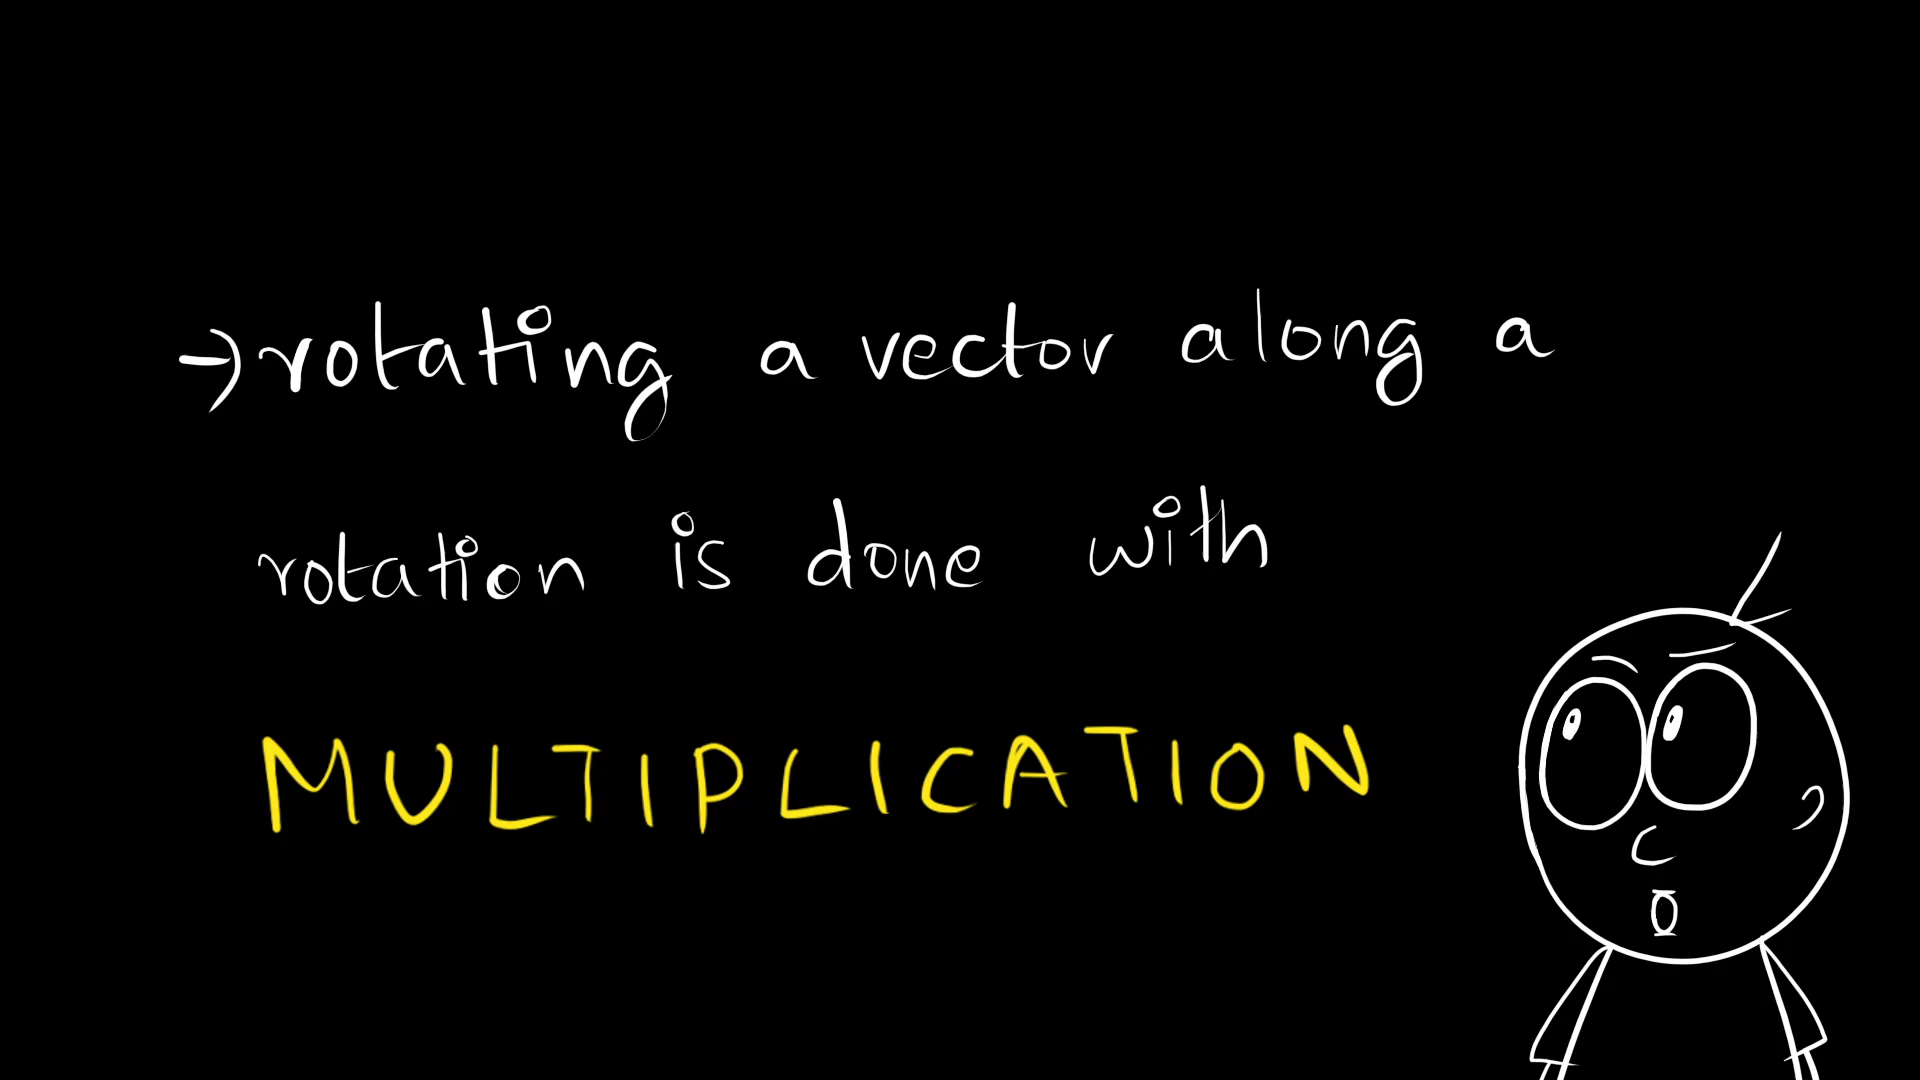 → rotating a vector along a
rotation is done with
MULTIPLICATION